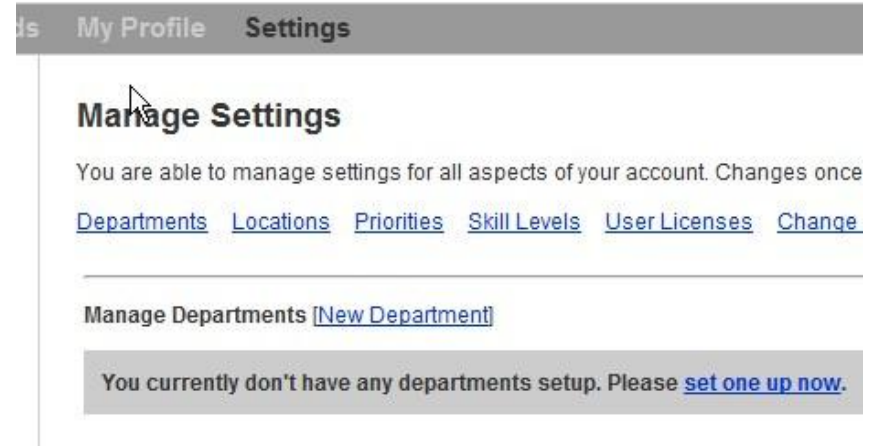 ds My Profile Settings
Manage Settings
You are able to manage settings for all aspects of your account. Changes once
Departments Locations Priorities Skill Levels User Licenses Change
Manage Departments [New Department]
You currently don't have any departments setup. Please set one up now.